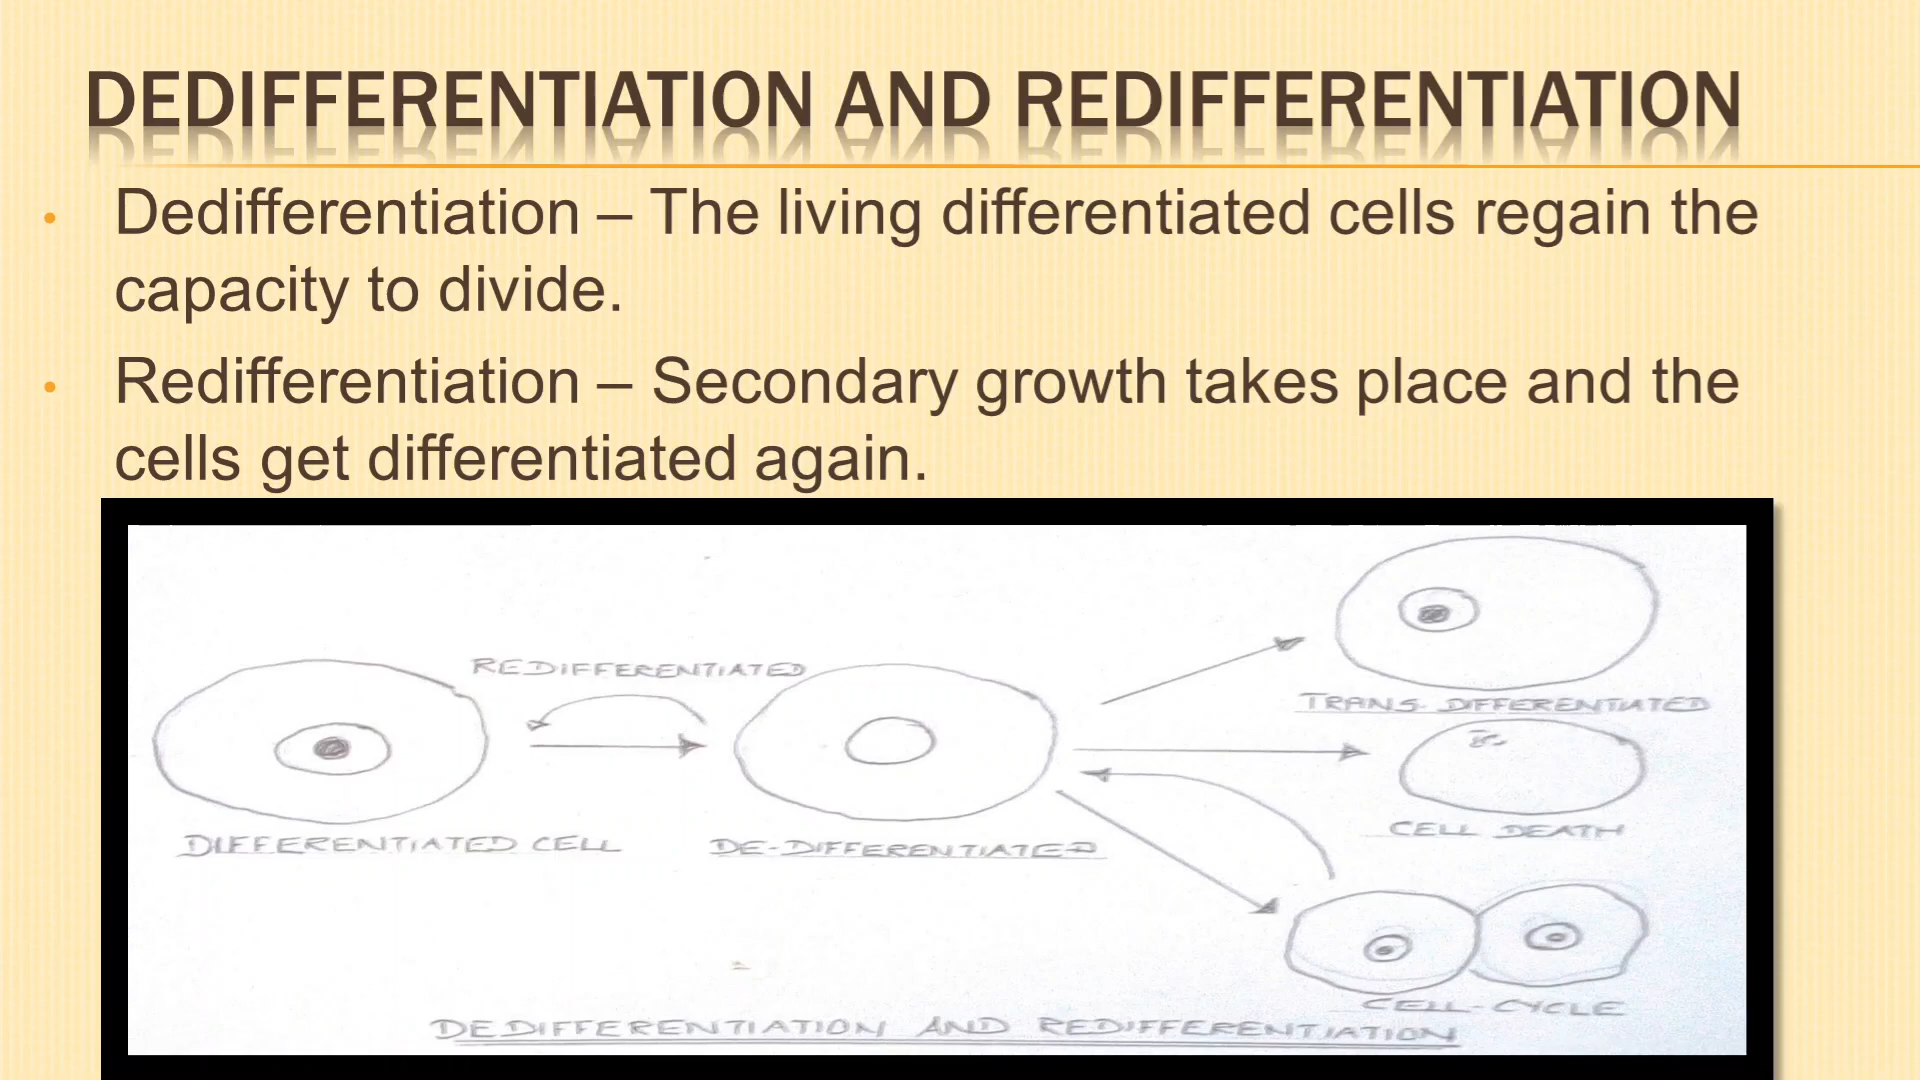 DEDIFFERENTIATION AND REDIFFERENTIATION
• Dedifferentiation – The living differentiated cells regain the
capacity to divide.
• Redifferentiation – Secondary growth takes place and the
cells get differentiated again.
REDIFFERENTIATED
TRANS. DIFFERENTIATED
DIFFERENTIATED CELL
DE-DIFFERENTIATED
CELL DEATH
CELL-CYCLE
DEDIFFERENTIATION AND REDIFFERENTIATION